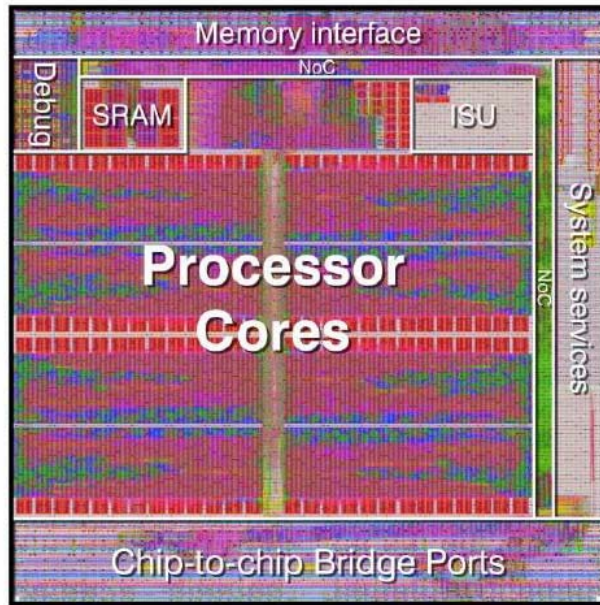 Memory interface
NoC
Debug
SRAM
ISU
Processor
Cores
NoC
System services
Chip-to-chip Bridge Ports